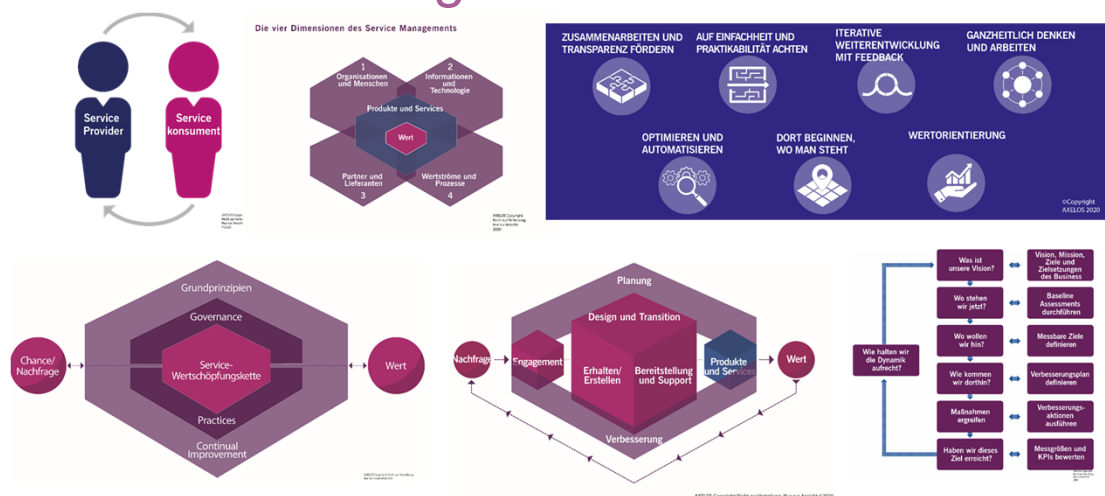 Die vier Dimensionen des Service Managements
Service
Provider
Service
konsument
1
Organisationen
und Menschen
2
Informationen
und
Technologie
Produkte und Services
Wert
Partner und
Lieferanten
3
Wertströme und
Prozesse
4
ZUSAMMENARBEITEN UND
TRANSPARENZ FÖRDERN
AUF EINFACHHEIT UND
PRAKTIKABILITÄT ACHTEN
ITERATIVE
WEITERENTWICKLUNG
MIT FEEDBACK
GANZHEITLICH DENKEN
UND ARBEITEN
OPTIMIEREN UND
AUTOMATISIEREN
DORT BEGINNEN,
WO MAN STEHT
WERTORIENTIERUNG
©Copyright
AXELOS 2020
Grundprinzipien
Governance
Chance/
Nachfrage
Service-
Wertschöpfungskette
Wert
Practices
Continual
Improvement
Planung
Design und Transition
Nachfrage
Engagement
Erhalten/
Erstellen
Bereitstellung
und Support
Produkte
und Services
Wert
Verbesserung
Was ist
unsere Vision?
Vision, Mission,
Ziele und
Zielsetzungen des
Business
Wo stehen
wir jetzt?
Baseline
Assessments
durchführen
Wo wollen
wir hin?
Messbare Ziele
definieren
Wie halten wir
die Dynamik
aufrecht?
Wie kommen
wir dorthin?
Verbesserungsplan
definieren
Maßnahmen
ergreifen
Verbesserungs-
aktionen
ausführen
Haben wir dieses
Ziel erreicht?
Messgrößen und
KPIs bewerten